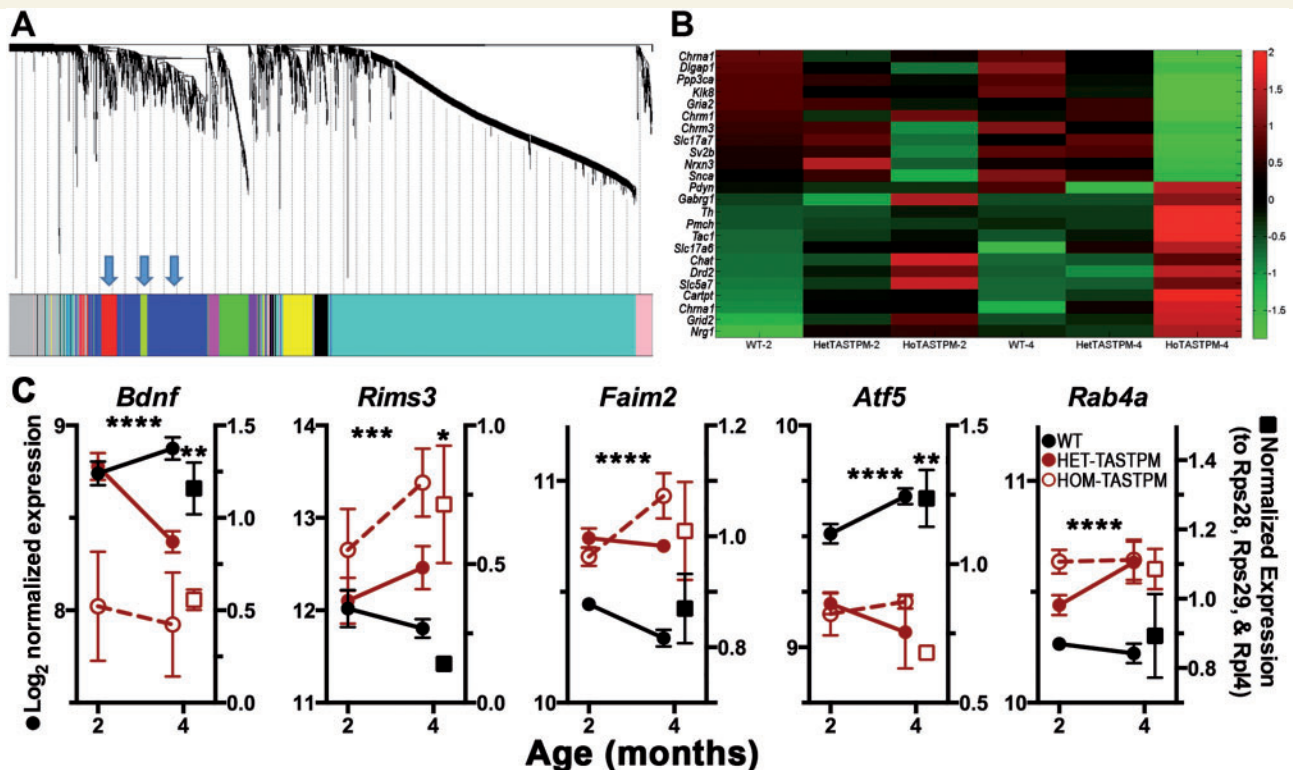 A
B
Chrna1
Dlgap1
Ppp3ca
Klk8
Gria2
Chrm1
Chrm3
Slc17a7
Sv2b
Nrxn3
Snca
Pdyn
Gabrg1
Th
Pmch
Tac1
Slc17a6
Chat
Drd2
Slc5a7
Cartpt
Chrna1
Grid2
Nrg1
2
1.5
1
0.5
0
-0.5
-1
-1.5
WT-2 HetTASTPM-2 HoTASTPM-2 WT-4 HetTASTPM-4 HoTASTPM-4
C
Bdnf Rims3 Faim2 Atf5 Rab4a
Log2 normalized expression
9
8
**** **
1.5
1.0
0.5
0.0
2 4
14
13
12
11
*** *
1.0
0.5
0.0
2 4
11
10
****
1.2
1.0
0.8
2 4
10
9
**** **
1.5
1.0
0.5
2 4
11
10
WT
HET-TASTPM
HOM-TASTPM
****
1.2
1.1
1.0
0.8
2 4
Normalized Expression
(to Rps28, Rps29, & Rpl4)
Age (months)